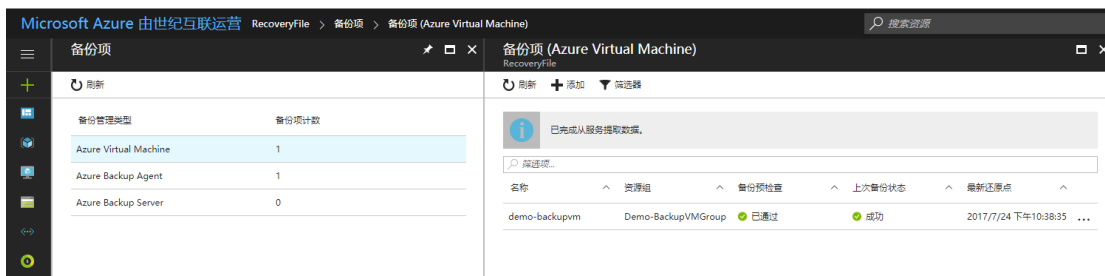 Microsoft Azure 由世纪互联运营 RecoveryFile > 备份项 > 备份项 (Azure Virtual Machine) 搜索资源
备份项
刷新
备份管理类型 备份项计数
Azure Virtual Machine 1
Azure Backup Agent 1
Azure Backup Server 0
备份项 (Azure Virtual Machine)
RecoveryFile
刷新 添加 筛选器
已完成从服务提取数据。
筛选项...
名称 资源组 备份预检查 上次备份状态 最新还原点
demo-backupvm Demo-BackupVMGroup 已通过 成功 2017/7/24 下午10:38:35 ...